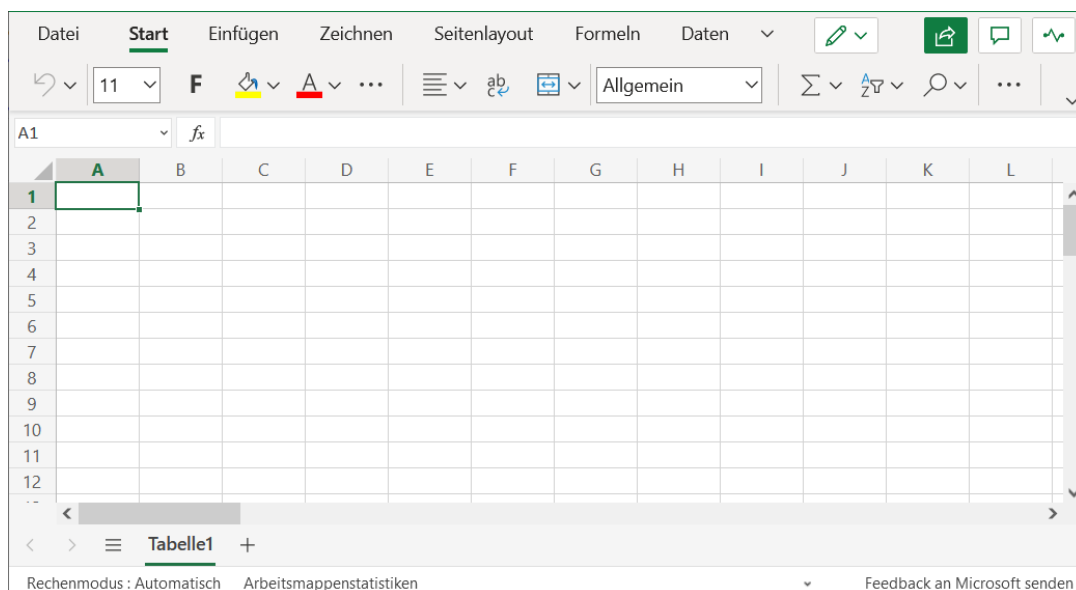 Datei Start Einfügen Zeichnen Seitenlayout Formeln Daten
11 F A ab c Allgemein Σ A Z
A1 fx
A B C D E F G H I J K L
1
2
3
4
5
6
7
8
9
10
11
12
Tabelle1
Rechenmodus : Automatisch Arbeitsmappenstatistiken Feedback an Microsoft senden